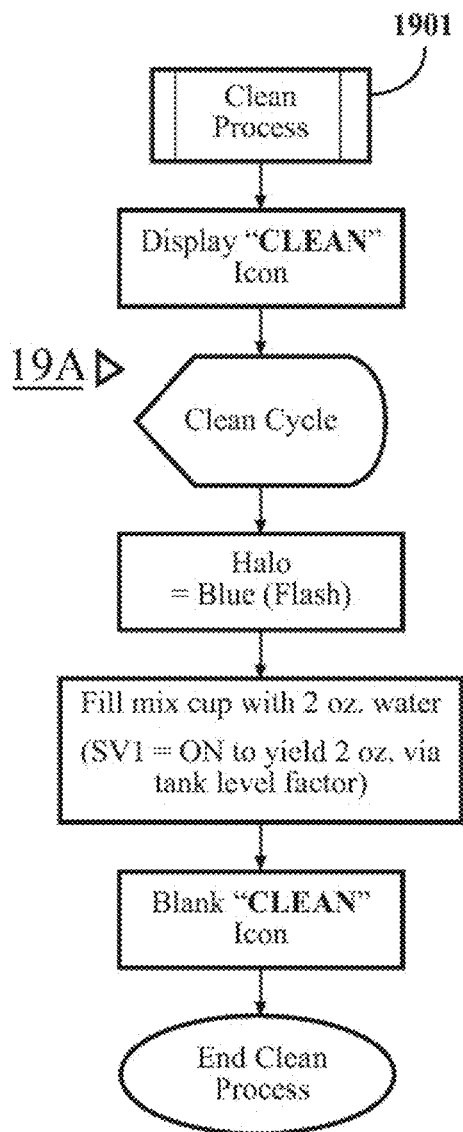 1901
Clean
Process
Display “CLEAN”
Icon
19A
Clean Cycle
Halo
= Blue (Flash)
Fill mix cup with 2 oz. water
(SV1 = ON to yield 2 oz. via
tank level factor)
Blank “CLEAN”
Icon
End Clean
Process